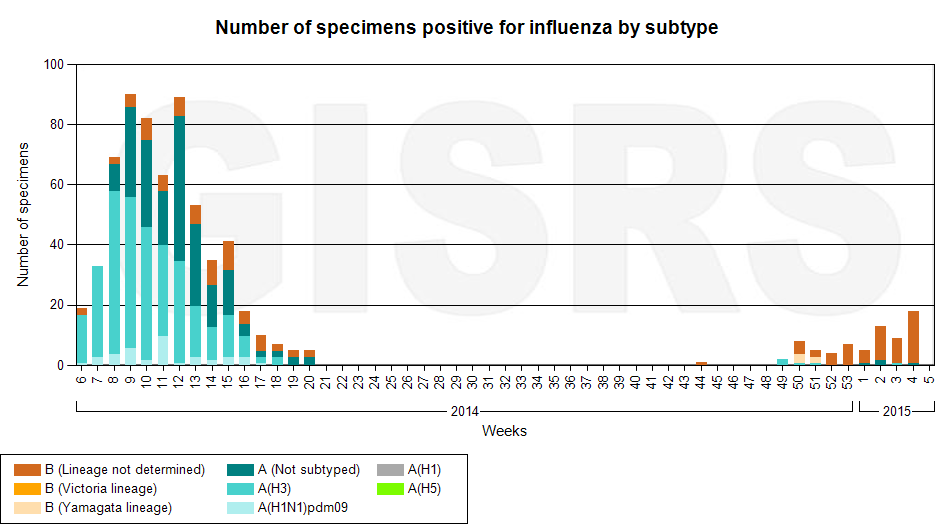 Number of specimens positive for influenza by subtype
GISRS
Number of specimens
100
80
60
40
20
0
6 7 8 9 10 11 12 13 14 15 16 17 18 19 20 21 22 23 24 25 26 27 28 29 30 31 32 33 34 35 36 37 38 39 40 41 42 43 44 45 46 47 48 49 50 51 52 53 1 2 3 4 5
2014 2015
Weeks
B (Lineage not determined) A (Not subtyped) A(H1)
B (Victoria lineage) A(H3) A(H5)
B (Yamagata lineage) A(H1N1)pdm09